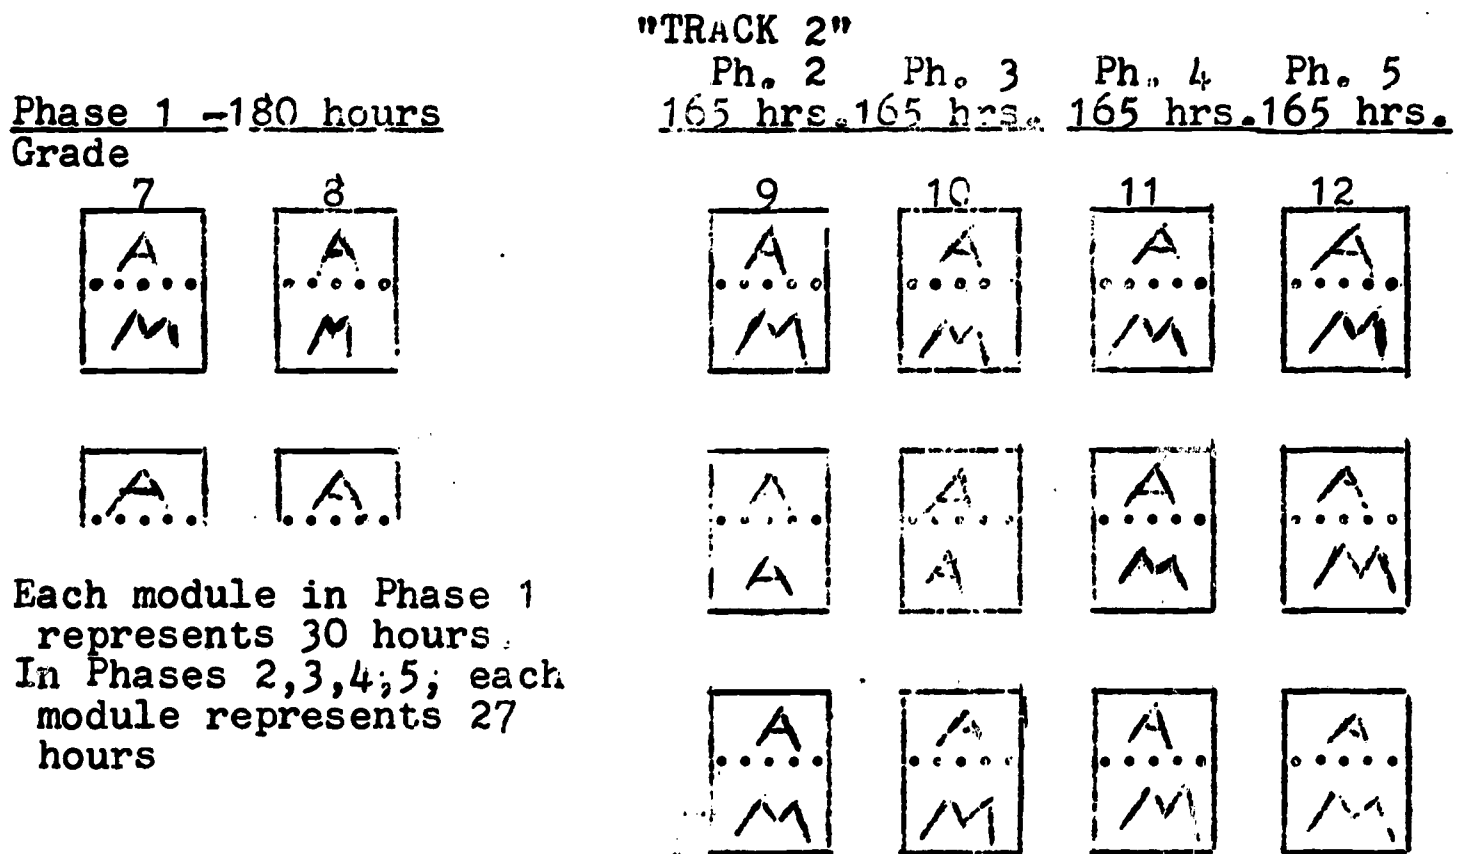 "TRACK 2"
Ph. 2 Ph. 3 Ph. 4 Ph. 5
Phase 1 -180 hours 165 hrs. 165 hrs. 165 hrs. 165 hrs.
Grade
7 8 9 10 11 12
A A A A A A
M M M M M M
A A A A A A
A A M M
Each module in Phase 1
represents 30 hours.
In Phases 2,3,4,5, each
module represents 27
hours
A A A A
M M M M